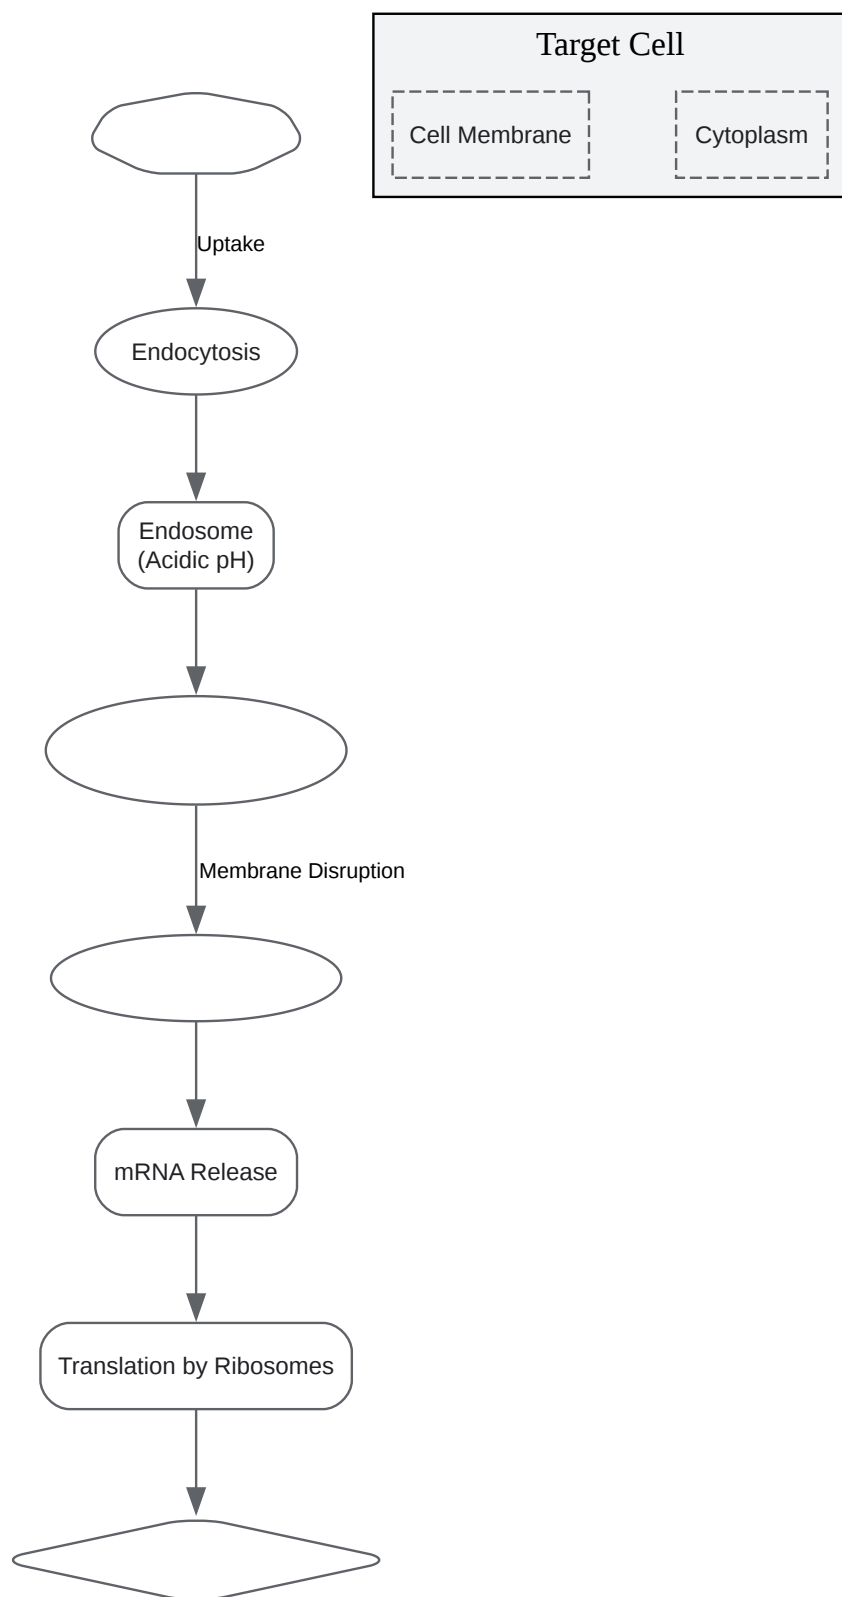 Target Cell
Cell Membrane
Cytoplasm
Uptake
Endocytosis
Endosome
(Acidic pH)
Membrane Disruption
mRNA Release
Translation by Ribosomes